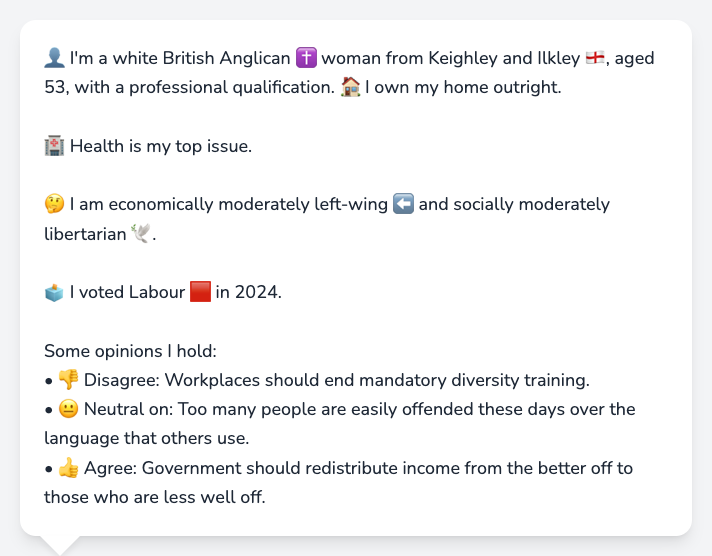 👤 I'm a white British Anglican ✝️ woman from Keighley and Ilkley 🏴󠁧󠁢󠁥󠁮󠁧󠁿, aged
53, with a professional qualification. 🏠 I own my home outright.
🏥 Health is my top issue.
🤔 I am economically moderately left-wing ⬅️ and socially moderately
libertarian 🕊️.
🗳️ I voted Labour 🟥 in 2024.
Some opinions I hold:
• 👎 Disagree: Workplaces should end mandatory diversity training.
• 😐 Neutral on: Too many people are easily offended these days over the
language that others use.
• 👍 Agree: Government should redistribute income from the better off to
those who are less well off.